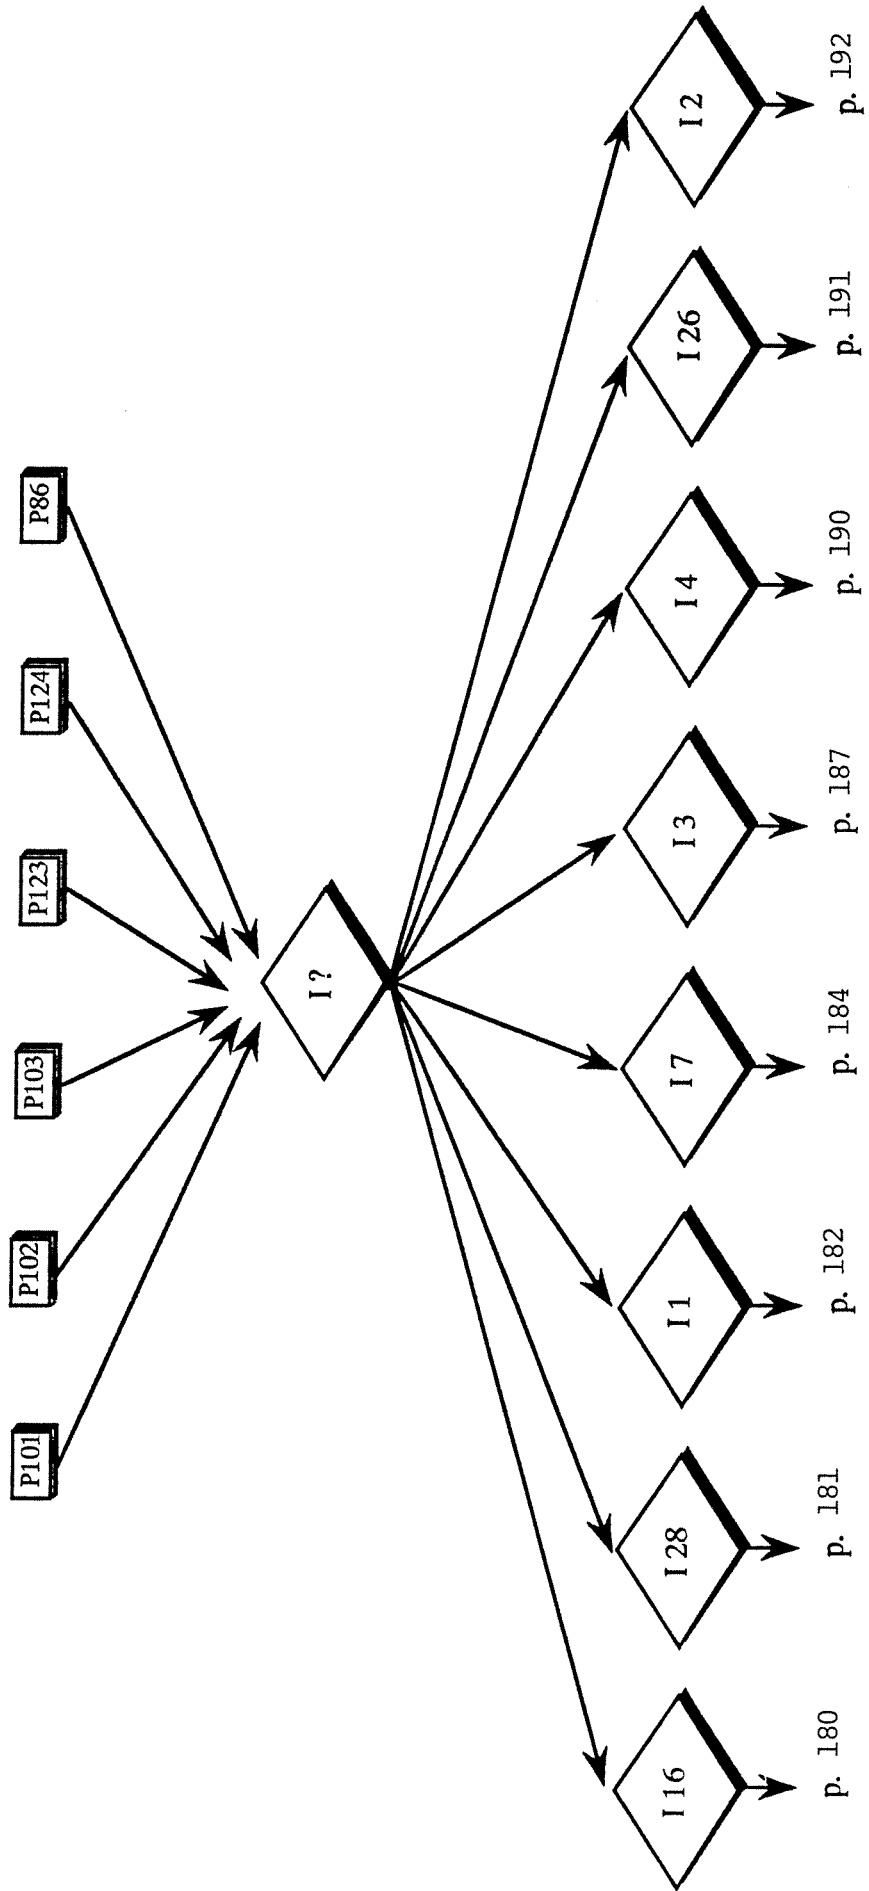 P101
P102
P103
P123
P124
P86
I ?
I 16
I 28
I 1
I 7
I 3
I 4
I 26
I 2
p. 180
p. 181
p. 182
p. 184
p. 187
p. 190
p. 191
p. 192